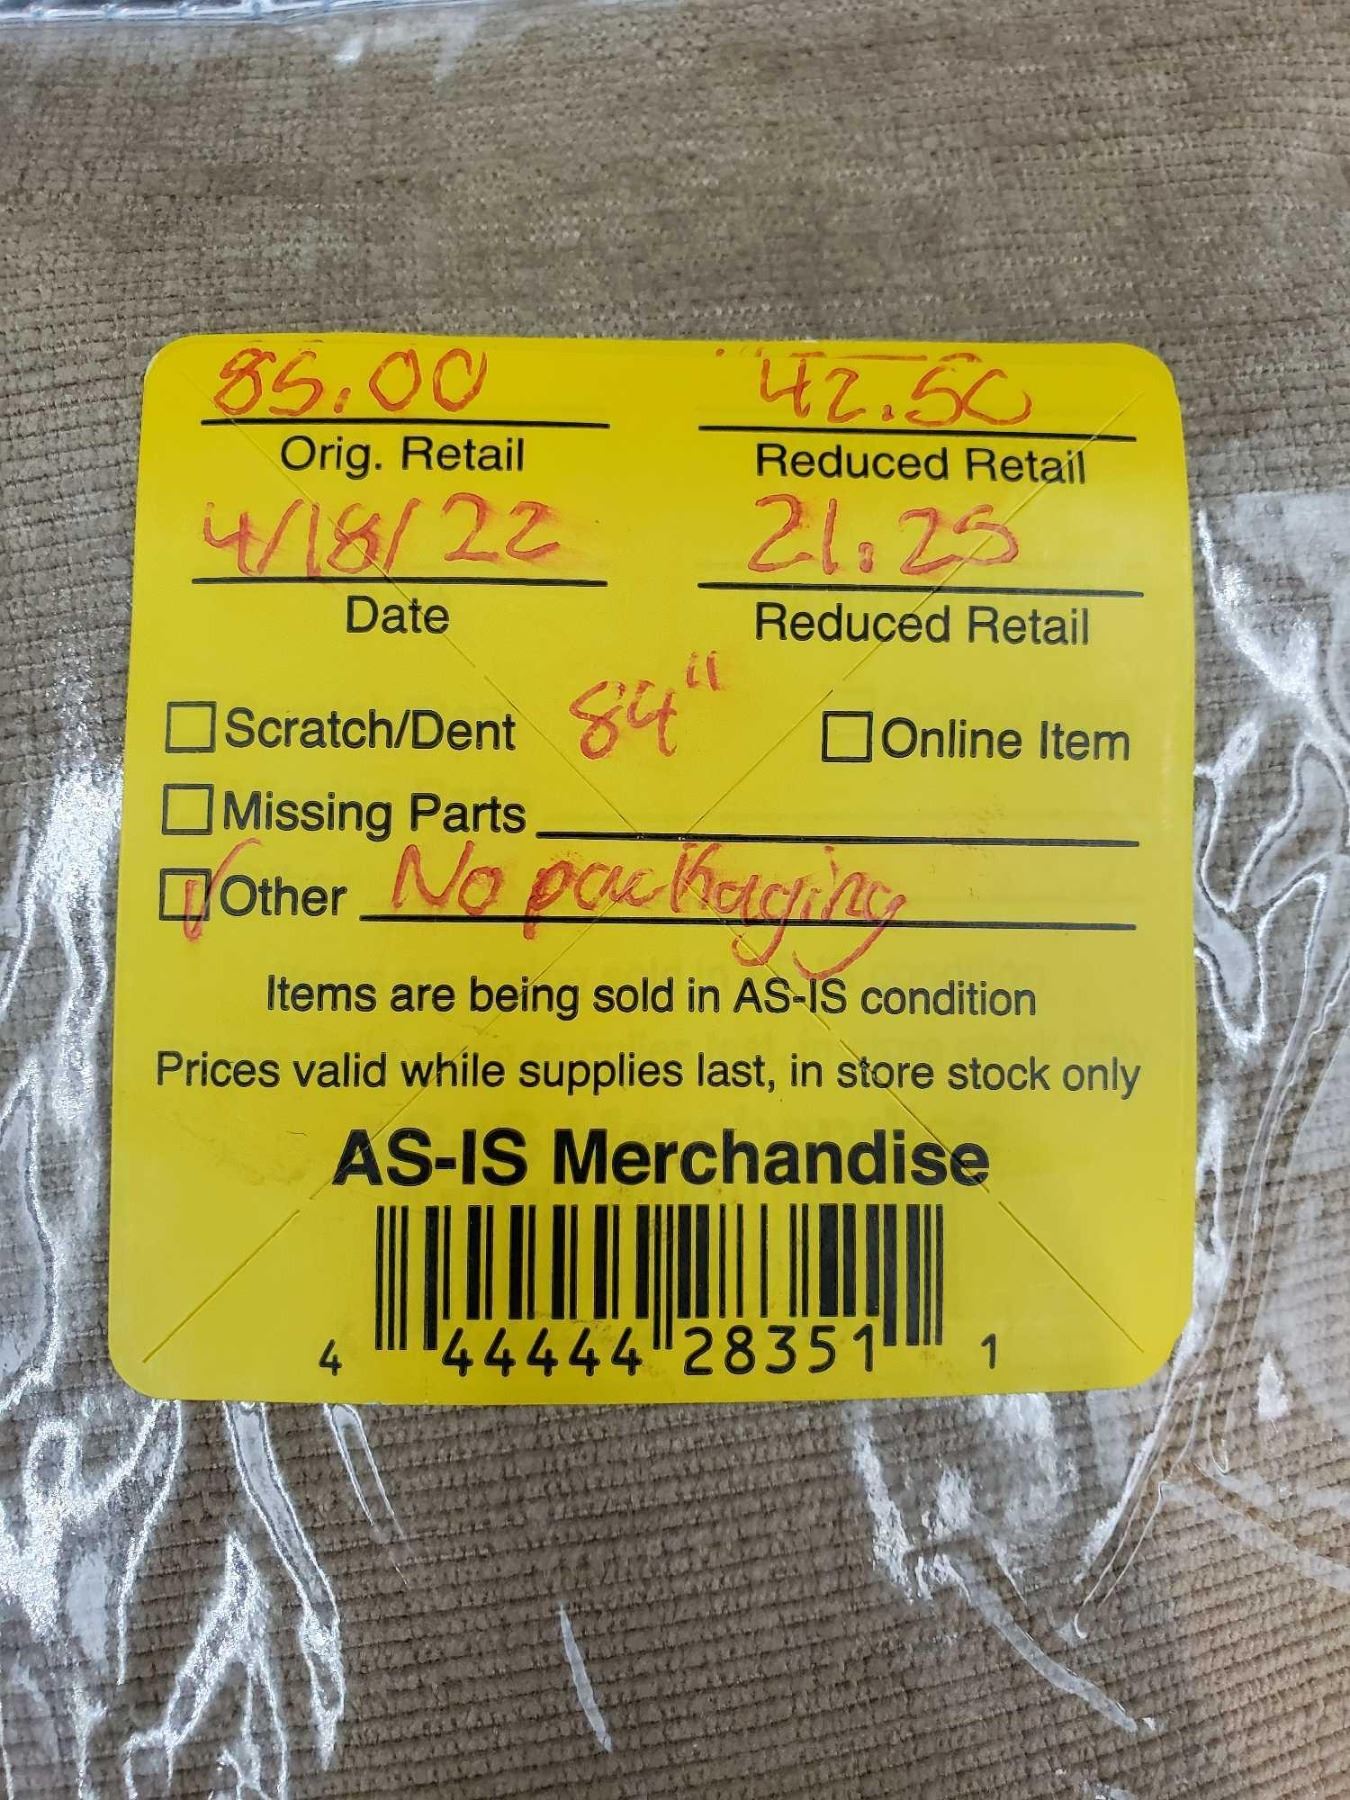 85.00 42.50
Orig. Retail Reduced Retail
4/18/22 21.25
Date Reduced Retail
84"
Scratch/Dent Online Item
Missing Parts
Other No packaging
Items are being sold in AS-IS condition
Prices valid while supplies last, in store stock only
AS-IS Merchandise
4 44444 28351 1